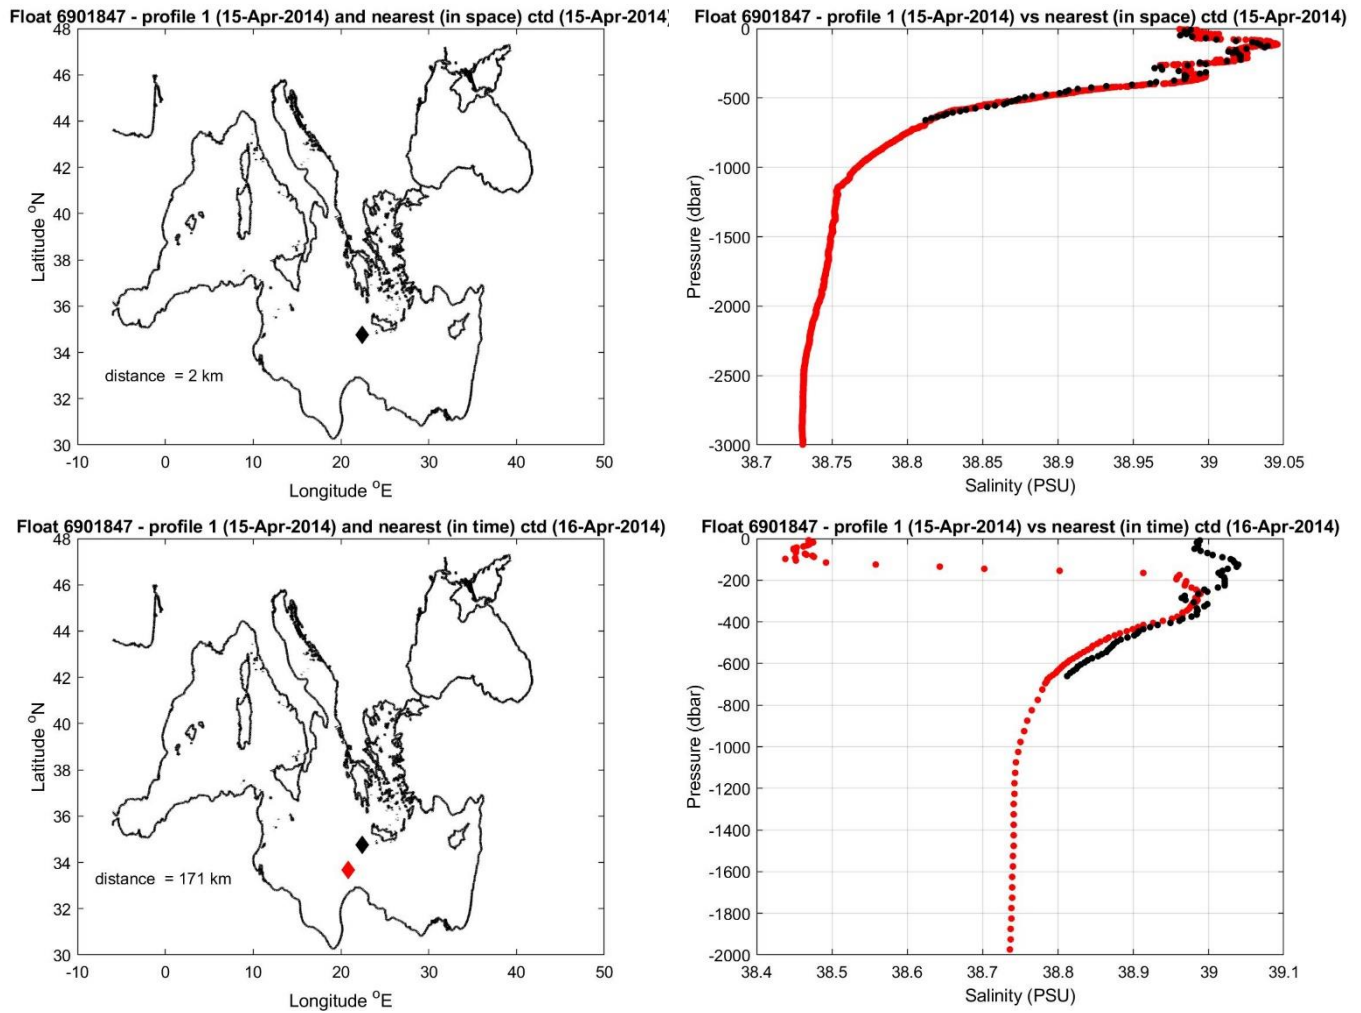 Float 6901847 - profile 1 (15-Apr-2014) and nearest (in space) ctd (15-Apr-2014)
48
46
44
42
40
38
36
34
32
30
Latitude °N
distance = 2 km
-10 0 10 20 30 40 50
Longitude °E
Float 6901847 - profile 1 (15-Apr-2014) vs nearest (in space) ctd (15-Apr-2014)
0
-500
-1000
-1500
-2000
-2500
-3000
Pressure (dbar)
38.7 38.75 38.8 38.85 38.9 38.95 39 39.05
Salinity (PSU)
Float 6901847 - profile 1 (15-Apr-2014) and nearest (in time) ctd (16-Apr-2014)
48
46
44
42
40
38
36
34
32
30
Latitude °N
distance = 171 km
-10 0 10 20 30 40 50
Longitude °E
Float 6901847 - profile 1 (15-Apr-2014) vs nearest (in time) ctd (16-Apr-2014)
0
-200
-400
-600
-800
-1000
-1200
-1400
-1600
-1800
-2000
Pressure (dbar)
38.4 38.5 38.6 38.7 38.8 38.9 39 39.1
Salinity (PSU)